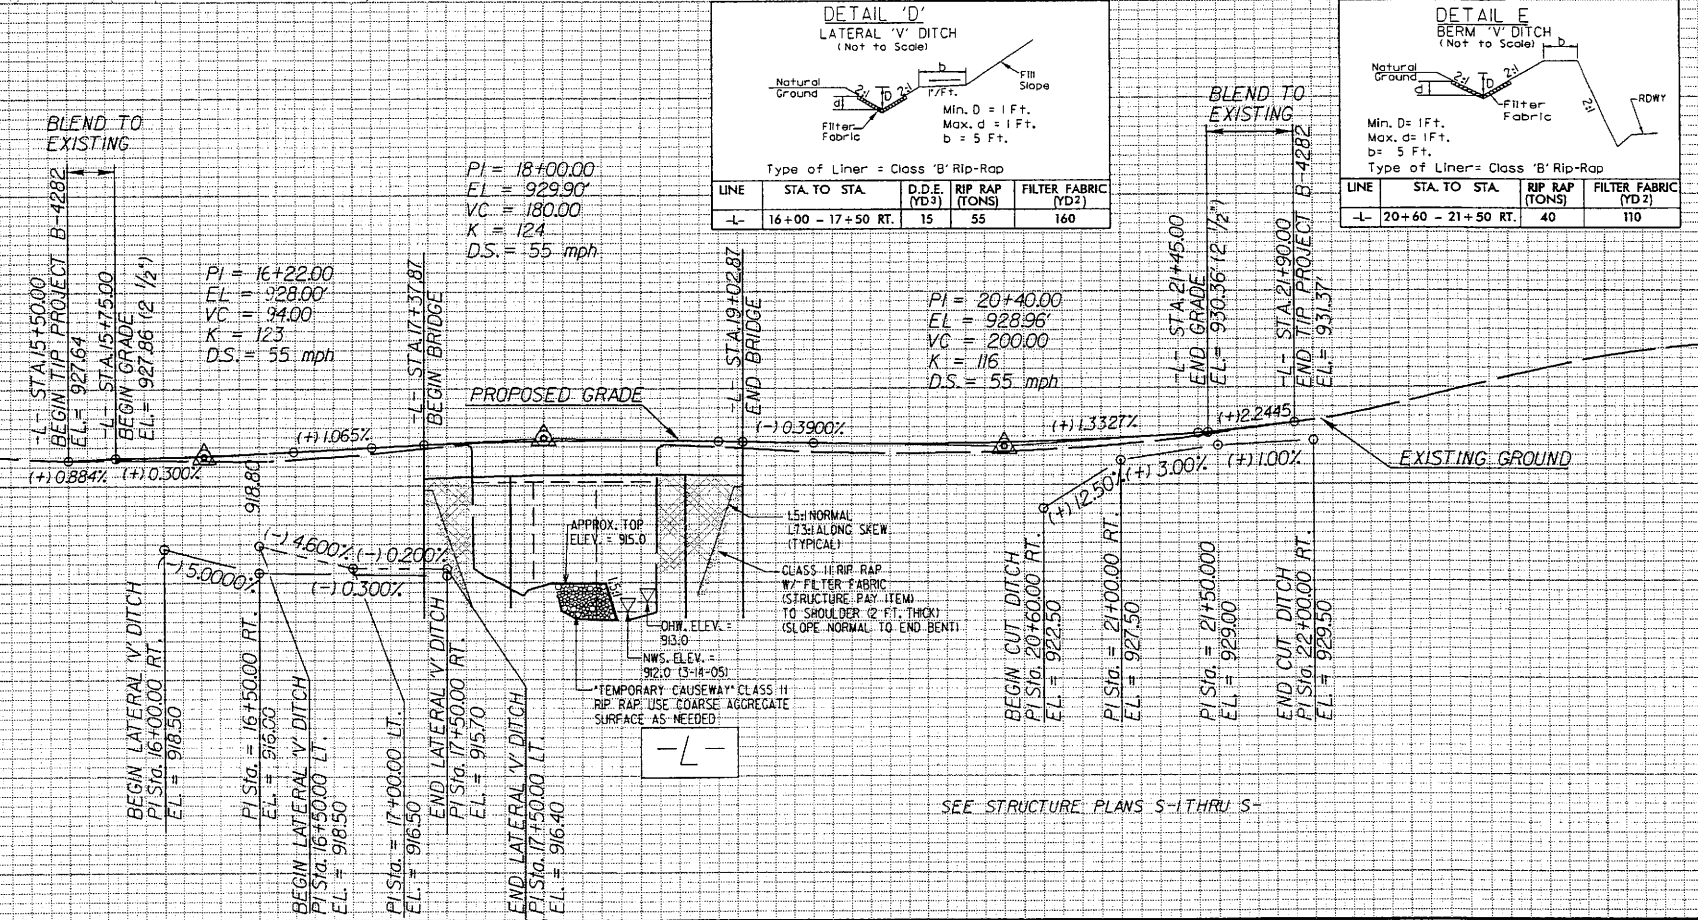 DETAIL 'D'
LATERAL 'V' DITCH
(Not to Scale)
Natural
Ground
2:1
D
2:1
b
1"/Ft.
Fill
Slope
d
Filter
Fabric
Min. D = 1 Ft.
Max. d = 1 Ft.
b = 5 Ft.
Type of Liner = Class 'B' Rip-Rap
LINE STA. TO STA. D.D.E. (YD3) RIP RAP (TONS) FILTER FABRIC (YD2)
-L- 16+00 - 17+50 RT. 15 55 160
DETAIL E
BERM 'V' DITCH
(Not to Scale)
b
Natural
Ground
2:1
D
2:1
d
2:1
Filter
Fabric
RDWY
Min. D= 1Ft.
Max. d= 1Ft.
b= 5 Ft.
Type of Liner= Class 'B' Rip-Rap
LINE STA. TO STA. RIP RAP (TONS) FILTER FABRIC (YD2)
-L- 20+60 - 21+50 RT. 40 110
BLEND TO
EXISTING
-L- STA.15+50.00
BEGIN TIP PROJECT B-4282
EL.= 927.64
-L- STA.15+75.00
BEGIN GRADE
EL.= 927.86 (2 1/2")
PI = 16+22.00
EL = 928.00'
VC = 94.00
K = 123
D.S. = 55 mph
PI = 18+00.00
EL = 929.90'
VC = 180.00
K = 124
D.S. = 55 mph
-L- STA.17+37.87
BEGIN BRIDGE
PROPOSED GRADE
-L- STA.19+02.87
END BRIDGE
PI = 20+40.00
EL = 928.96'
VC = 200.00
K = 116
D.S. = 55 mph
BLEND TO
EXISTING
-L- STA.21+45.00
END GRADE
EL= 930.36' (2 1/2")
-L- STA.21+90.00
END TIP PROJECT B-4282
EL.= 931.37'
(+) 0.884%
(+) 0.300%
(+) 1.065%
(-) 0.3900%
(+) 1.3327%
(+) 2.2445
EXISTING GROUND
918.80
(-) 5.0000%
(-) 4.600%
(-) 0.200%
(-) 0.300%
(+) 12.50%
(+) 3.00%
(+) 1.00%
APPROX. TOP
ELEV. = 915.0
1.5:1 NORMAL
1.73:1 ALONG SKEW
(TYPICAL)
CLASS II RIP RAP
W/ FILTER FABRIC
(STRUCTURE PAY ITEM)
TO SHOULDER (2 FT. THICK)
(SLOPE NORMAL TO END BENT)
OHW. ELEV. =
913.0
NWS. ELEV. =
912.0 (3-14-05)
"TEMPORARY CAUSEWAY" CLASS II
RIP RAP USE COARSE AGGREGATE
SURFACE AS NEEDED
-L-
BEGIN LATERAL 'V' DITCH
PI Sta. 16+00.00 RT.
EL. = 918.50
PI Sta. = 16+50.00 RT.
EL. = 916.00
BEGIN LATERAL 'V' DITCH
PI Sta. 16+50.00 LT.
EL. = 918.50
PI Sta. = 17+00.00 LT.
EL. = 916.50
END LATERAL 'V' DITCH
PI Sta. 17+50.00 RT.
EL. = 915.70
END LATERAL 'V' DITCH
PI Sta. 17+50.00 LT.
EL. = 916.40
BEGIN CUT DITCH
PI Sta. 20+60.00 RT.
EL. = 922.50
PI Sta. = 21+00.00 RT.
EL. = 927.50
PI Sta. = 21+50.000
EL. = 929.00
END CUT DITCH
PI Sta. 22+00.00 RT.
EL. = 929.50
SEE STRUCTURE PLANS S-1 THRU S-